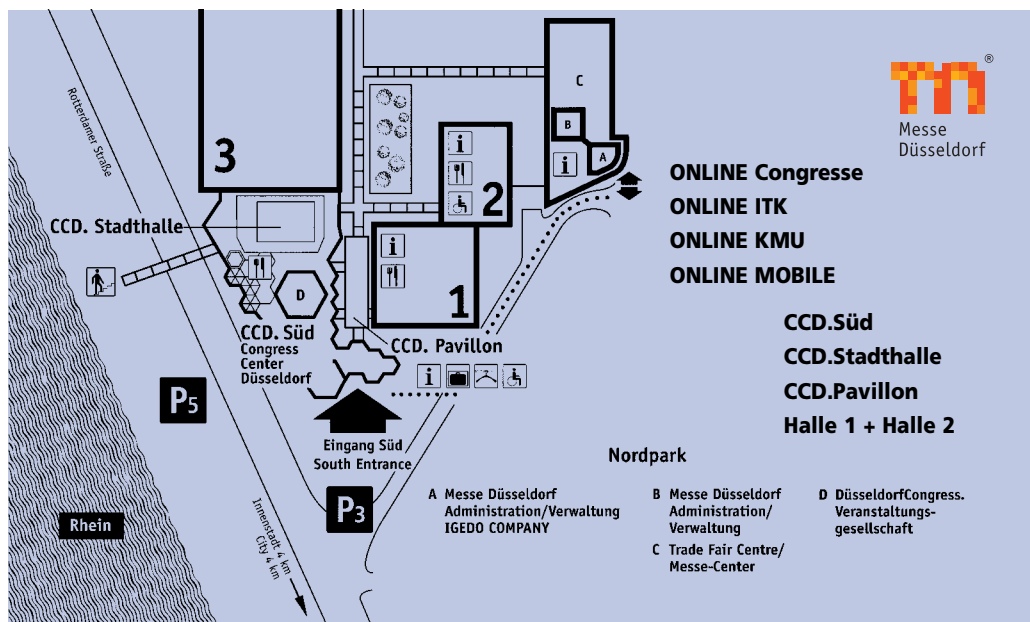 Rotterdamer Straße
3
C
B
A
i
i
2
®
Messe
Düsseldorf
ONLINE Congresse
ONLINE ITK
ONLINE KMU
ONLINE MOBILE
CCD. Stadthalle
i
1
D
CCD. Süd
Congress
Center
Düsseldorf
CCD. Pavillon
i
CCD.Süd
CCD.Stadthalle
CCD.Pavillon
Halle 1 + Halle 2
P5
Eingang Süd
South Entrance
Nordpark
P3
Rhein
Innenstadt 4 km
City 4 km
A Messe Düsseldorf
Administration/Verwaltung
IGEDO COMPANY
B Messe Düsseldorf
Administration/
Verwaltung
C Trade Fair Centre/
Messe-Center
D DüsseldorfCongress.
Veranstaltungs-
gesellschaft